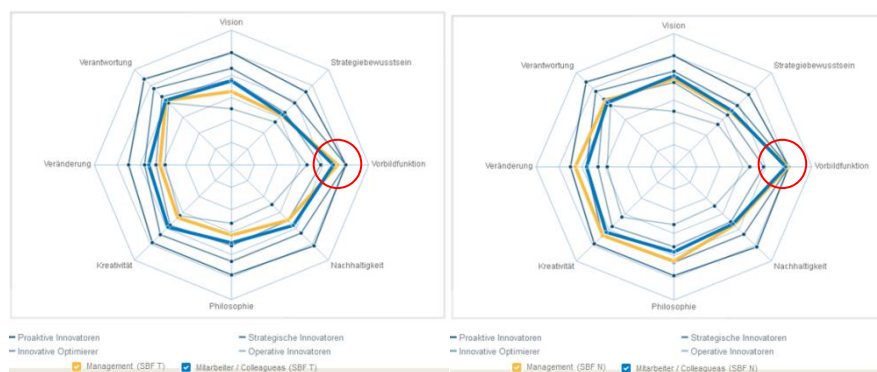 Vision
Verantwortung
Strategiebewusstsein
Veränderung
Vorbildfunktion
Kreativität
Nachhaltigkeit
Philosophie
Proaktive Innovatoren
Strategische Innovatoren
Innovative Optimierer
Operative Innovatoren
Management (SBF T)
Mitarbeiter / Colleagueas (SBF T)
Vision
Verantwortung
Strategiebewusstsein
Veränderung
Vorbildfunktion
Kreativität
Nachhaltigkeit
Philosophie
Proaktive Innovatoren
Strategische Innovatoren
Innovative Optimierer
Operative Innovatoren
Management (SBF N)
Mitarbeiter / Colleagueas (SBF N)